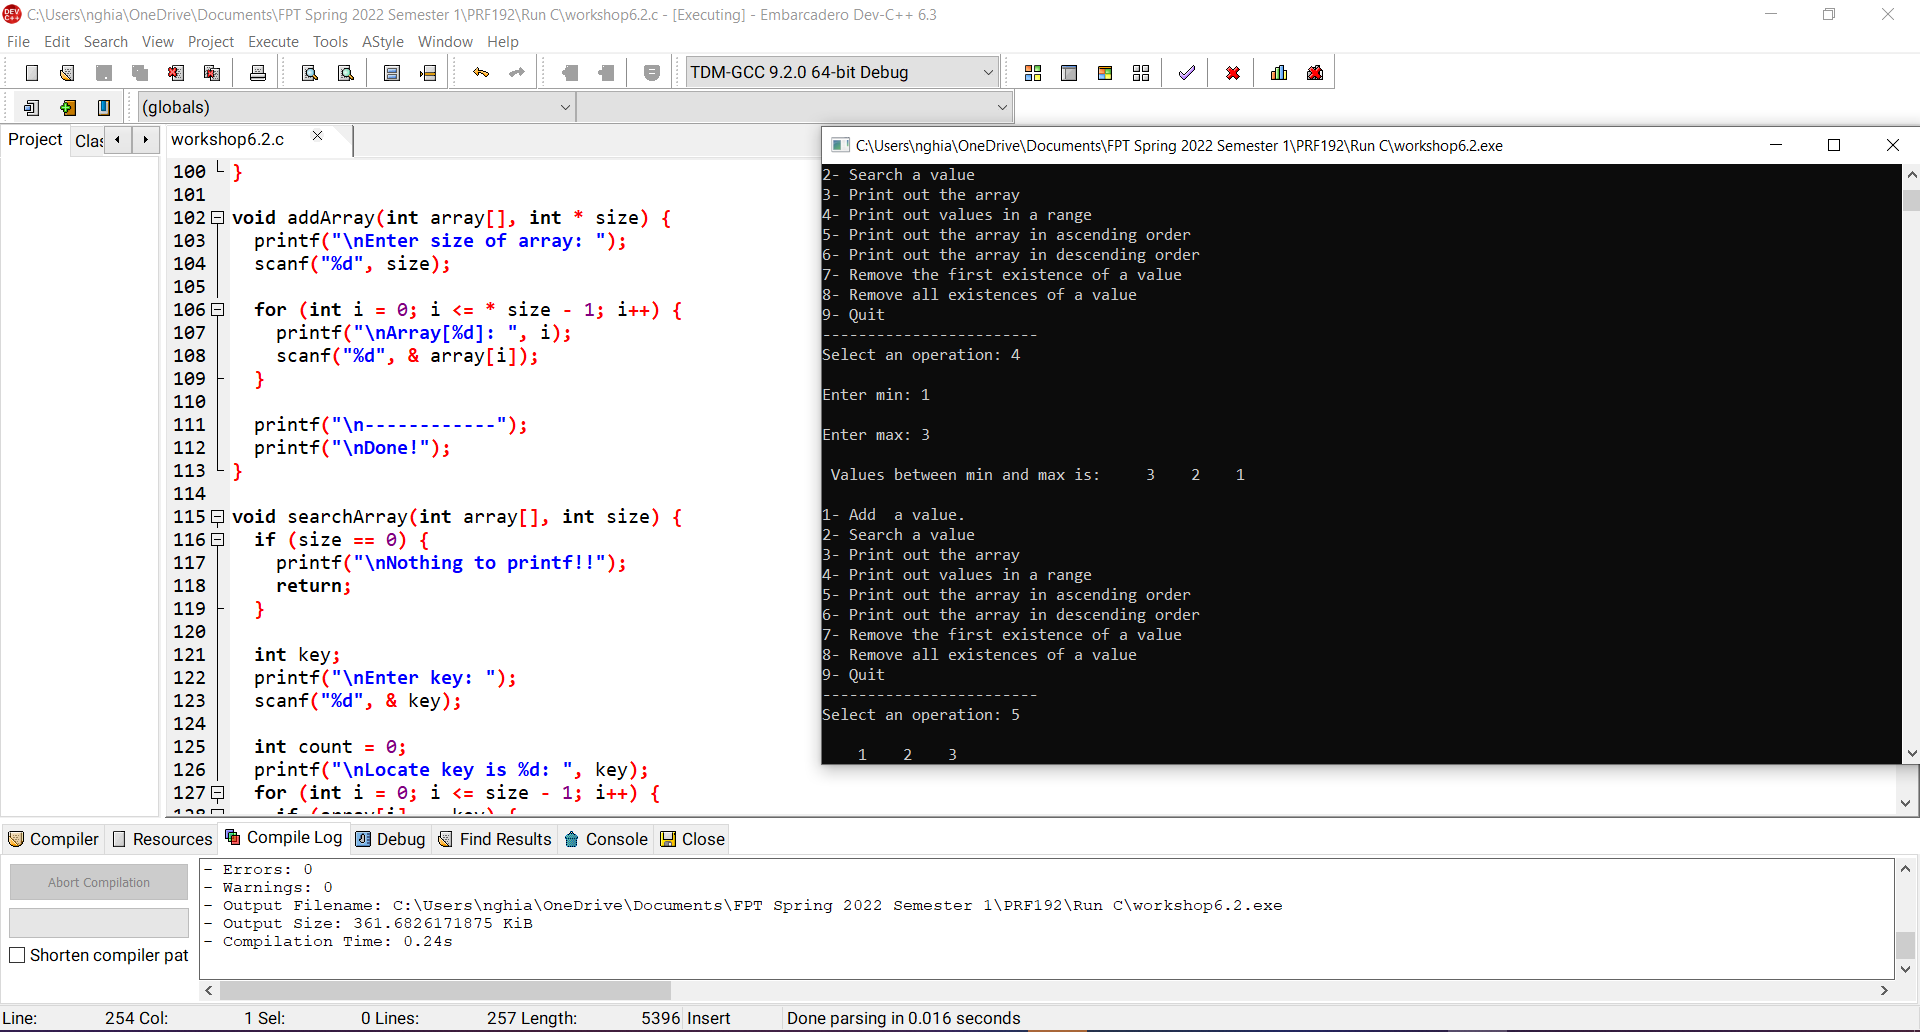 C:\Users\nghia\OneDrive\Documents\FPT Spring 2022 Semester 1\PRF192\Run C\workshop6.2.c - [Executing] - Embarcadero Dev-C++ 6.3
File Edit Search View Project Execute Tools AStyle Window Help
TDM-GCC 9.2.0 64-bit Debug
(globals)
Project Clas workshop6.2.c
100 }
101
102 void addArray(int array[], int * size) {
103 printf("\nEnter size of array: ");
104 scanf("%d", size);
105
106 for (int i = 0; i <= * size - 1; i++) {
107 printf("\nArray[%d]: ", i);
108 scanf("%d", & array[i]);
109 }
110
111 printf("\n------------");
112 printf("\nDone!");
113 }
114
115 void searchArray(int array[], int size) {
116 if (size == 0) {
117 printf("\nNothing to printf!!");
118 return;
119 }
120
121 int key;
122 printf("\nEnter key: ");
123 scanf("%d", & key);
124
125 int count = 0;
126 printf("\nLocate key is %d: ", key);
127 for (int i = 0; i <= size - 1; i++) {
C:\Users\nghia\OneDrive\Documents\FPT Spring 2022 Semester 1\PRF192\Run C\workshop6.2.exe
2- Search a value
3- Print out the array
4- Print out values in a range
5- Print out the array in ascending order
6- Print out the array in descending order
7- Remove the first existence of a value
8- Remove all existences of a value
9- Quit
------------------------
Select an operation: 4
Enter min: 1
Enter max: 3
Values between min and max is: 3 2 1
1- Add  a value.
2- Search a value
3- Print out the array
4- Print out values in a range
5- Print out the array in ascending order
6- Print out the array in descending order
7- Remove the first existence of a value
8- Remove all existences of a value
9- Quit
------------------------
Select an operation: 5
1 2 3
Compiler Resources Compile Log Debug Find Results Console Close
Abort Compilation
Shorten compiler pat
- Errors: 0
- Warnings: 0
- Output Filename: C:\Users\nghia\OneDrive\Documents\FPT Spring 2022 Semester 1\PRF192\Run C\workshop6.2.exe
- Output Size: 361.6826171875 KiB
- Compilation Time: 0.24s
Line: 254 Col: 1 Sel: 0 Lines: 257 Length: 5396 Insert Done parsing in 0.016 seconds